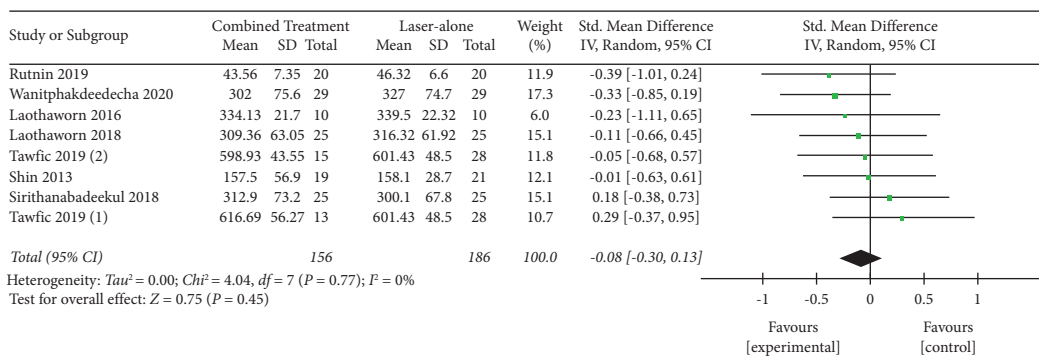 Study or Subgroup Combined Treatment Laser-alone Weight Std. Mean Difference Std. Mean Difference
Mean SD Total Mean SD Total (%) IV, Random, 95% CI IV, Random, 95% CI
Rutnin 2019 43.56 7.35 20 46.32 6.6 20 11.9 -0.39 [-1.01, 0.24]
Wanitphakdeedecha 2020 302 75.6 29 327 74.7 29 17.3 -0.33 [-0.85, 0.19]
Laothaworn 2016 334.13 21.7 10 339.5 22.32 10 6.0 -0.23 [-1.11, 0.65]
Laothaworn 2018 309.36 63.05 25 316.32 61.92 25 15.1 -0.11 [-0.66, 0.45]
Tawfic 2019 (2) 598.93 43.55 15 601.43 48.5 28 11.8 -0.05 [-0.68, 0.57]
Shin 2013 157.5 56.9 19 158.1 28.7 21 12.1 -0.01 [-0.63, 0.61]
Sirithanabadeekul 2018 312.9 73.2 25 300.1 67.8 25 15.1 0.18 [-0.38, 0.73]
Tawfic 2019 (1) 616.69 56.27 13 601.43 48.5 28 10.7 0.29 [-0.37, 0.95]
Total (95% CI) 156 186 100.0 -0.08 [-0.30, 0.13]
Heterogeneity: Tau² = 0.00; Chi² = 4.04, df = 7 (P = 0.77); I² = 0%
Test for overall effect: Z = 0.75 (P = 0.45)
-1 -0.5 0 0.5 1
Favours Favours
[experimental] [control]